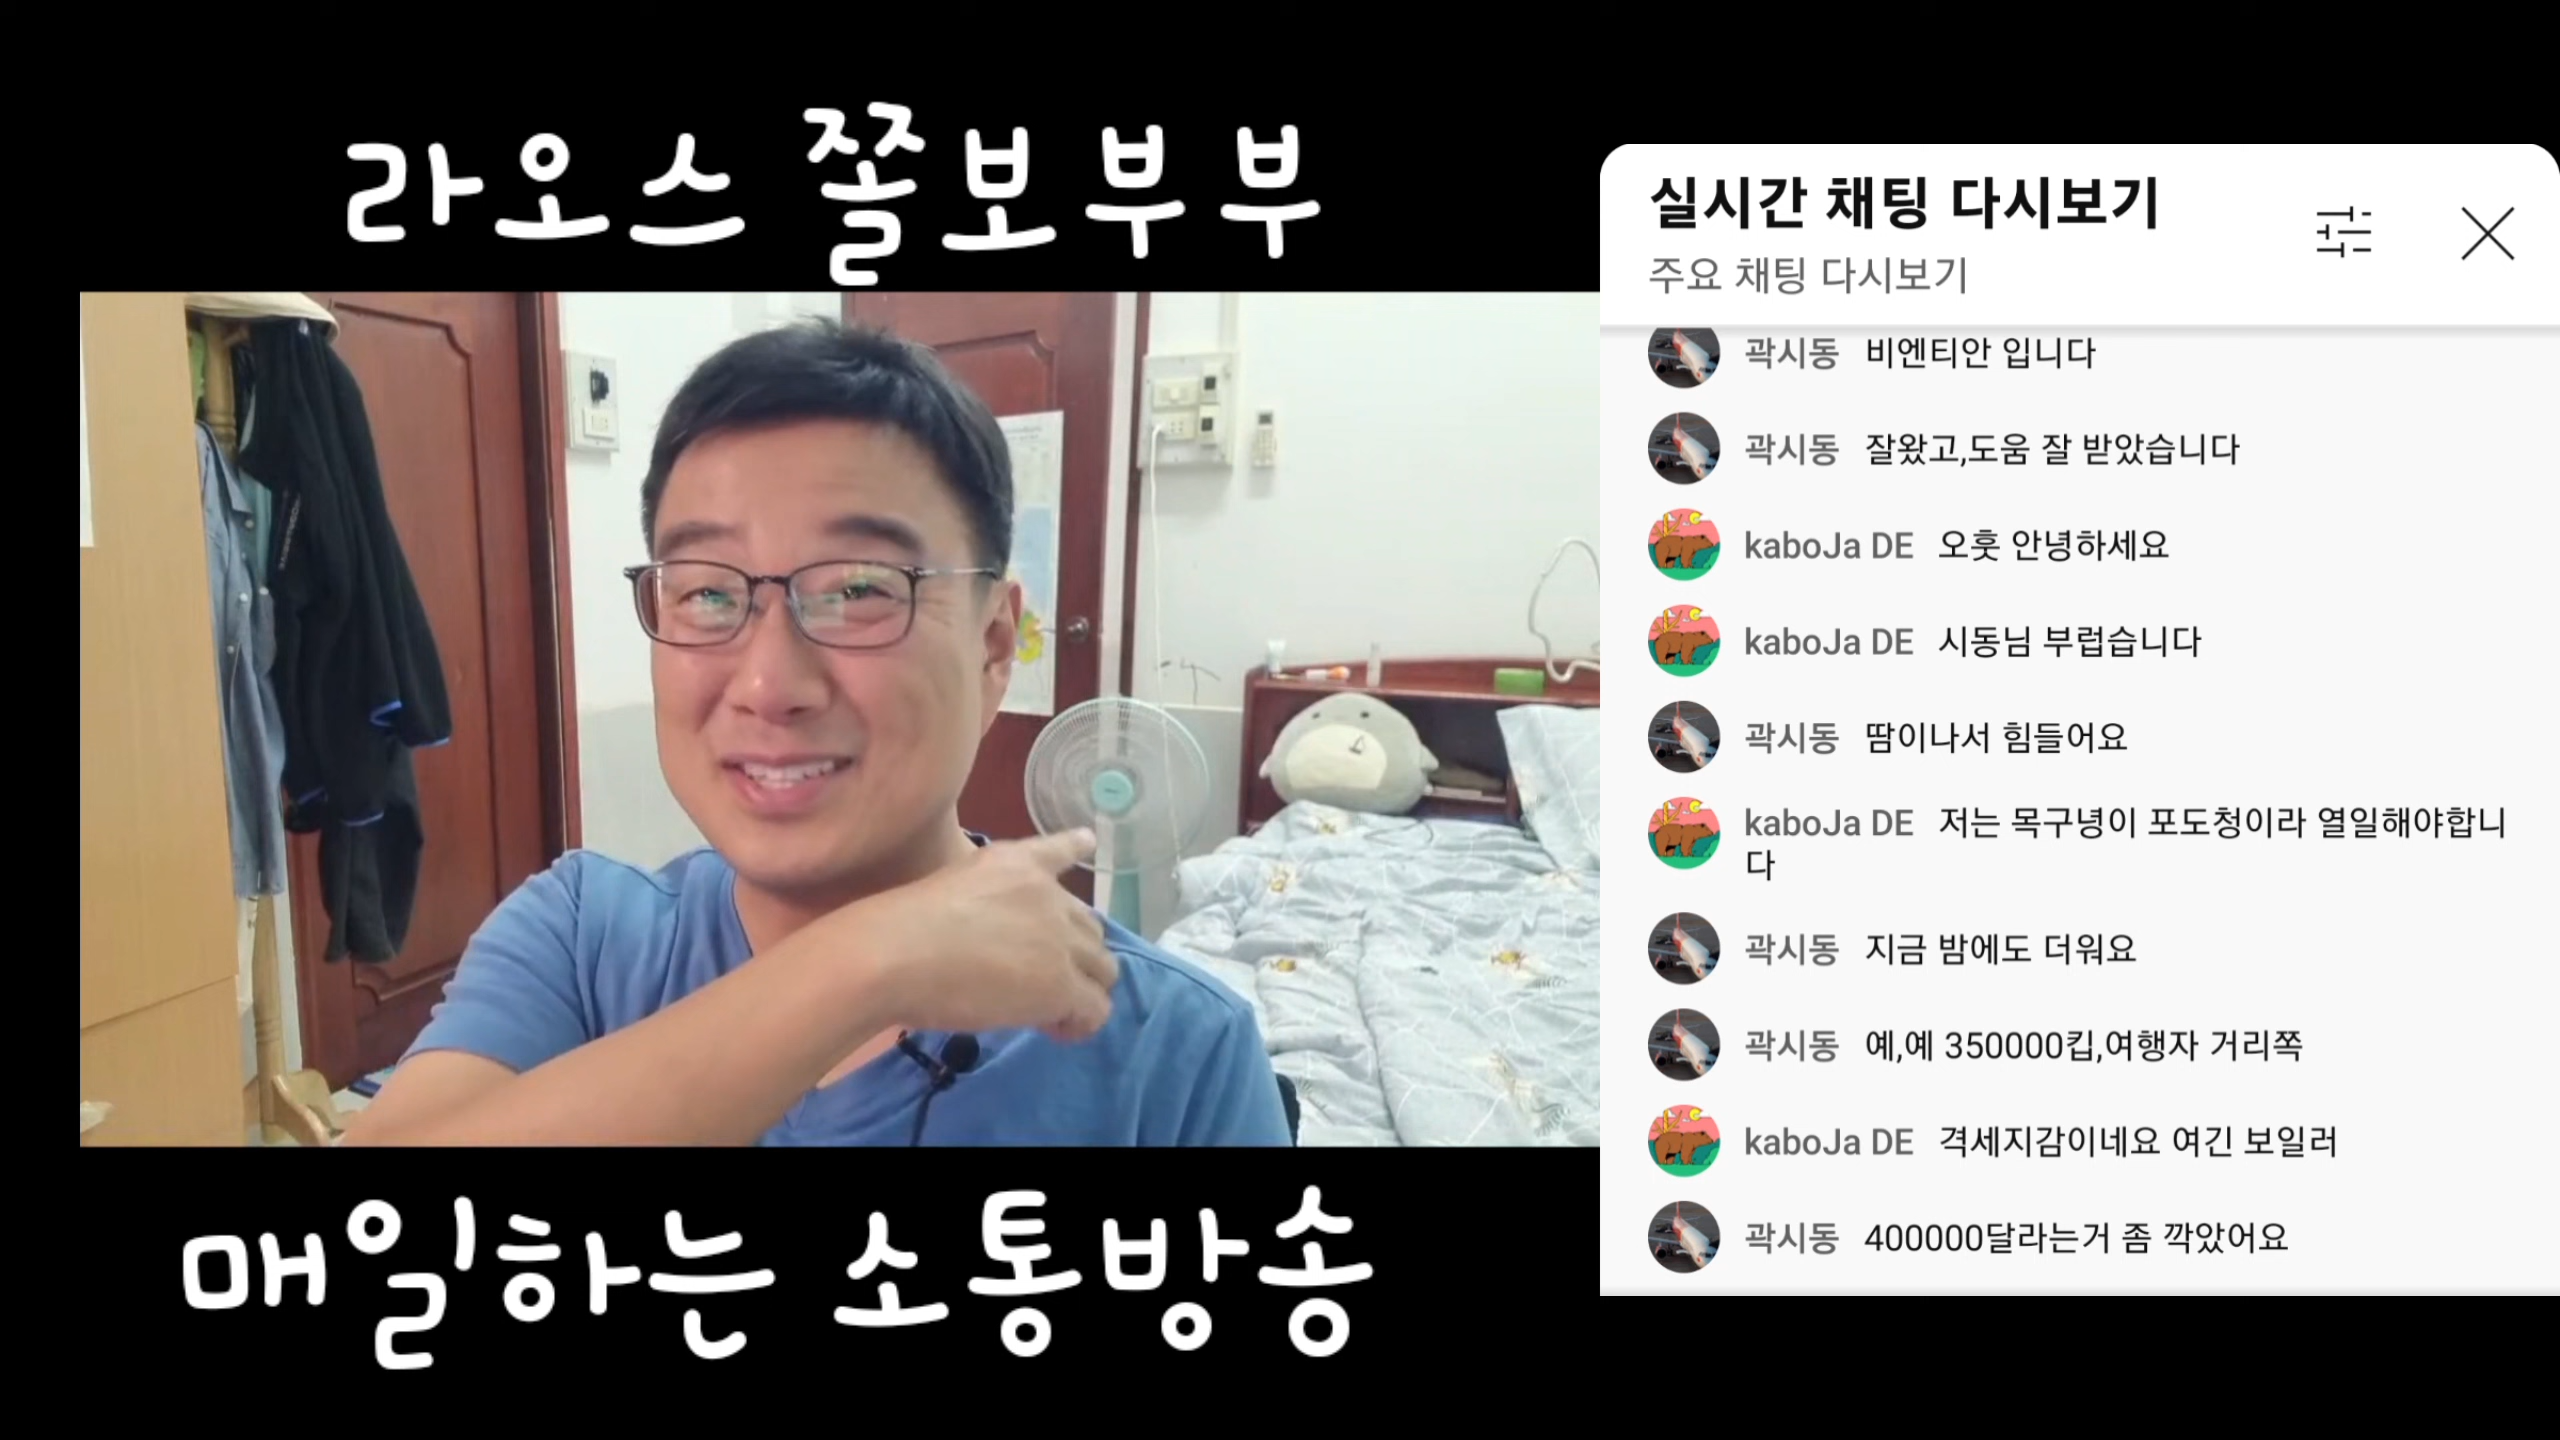 라오스 쫄보부부
매일하는 소통방송
실시간 채팅 다시보기
주요 채팅 다시보기
곽시동 비엔티안 입니다
곽시동 잘왔고,도움 잘 받았습니다
kaboJa DE 오훗 안녕하세요
kaboJa DE 시동님 부럽습니다
곽시동 땀이나서 힘들어요
kaboJa DE 저는 목구녕이 포도청이라 열일해야합니
다
곽시동 지금 밤에도 더워요
곽시동 예,예 350000킵,여행자 거리쪽
kaboJa DE 격세지감이네요 여긴 보일러
곽시동 400000달라는거 좀 깍았어요